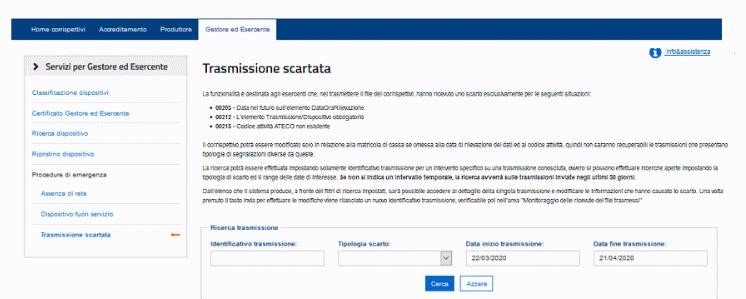 Home corrispettivi Accreditamento Produttore Gestore ed Esercente
Info&assistenza
Servizi per Gestore ed Esercente
Classificazione dispositivi
Certificato Gestore ed Esercente
Ricerca dispositivo
Ripristino dispositivo
Procedure di emergenza
Assenza di rete
Dispositivo fuori servizio
Trasmissione scartata
Trasmissione scartata
La funzionalità è destinata agli esercenti che, nel trasmettere il file dei corrispettivi, hanno ricevuto uno scarto esclusivamente per le seguenti situazioni:
• 00203 - Data nel futuro sull'elemento DataOraRilevazione
• 00212 - L'elemento Trasmissione/Dispositivo obbligatorio
• 00215 - Codice attività ATECO non esistente
Il corrispettivo potrà essere modificato solo in relazione alla matricola di cassa se omessa alla data di rilevazione dei dati ed al codice attività, quindi non saranno recuperabili le trasmissioni che presentano
tipologie di segnalazioni diverse da queste.
La ricerca potrà essere effettuata impostando solamente identificativo trasmissione per un intervento specifico su una trasmissione conosciuta, ovvero si possono effettuare ricerche aperte impostando la
tipologia di scarto ed il range delle date di interesse. Se non si indica un intervallo temporale, la ricerca avverrà sulle trasmissioni inviate negli ultimi 30 giorni.
Dall'elenco che il sistema produce, a fronte dei filtri di ricerca impostati, sarà possibile accedere al dettaglio della singola trasmissione e modificare le informazioni che hanno causato lo scarto. Una volta
premuto il tasto invia per effettuare le modifiche viene rilasciato un nuovo identificativo trasmissione, verificabile poi nell'area "Monitoraggio delle ricevute dei file trasmessi"
Ricerca trasmissione
Identificativo trasmissione: Tipologia scarto: Data inizio trasmissione: Data fine trasmissione:
22/03/2020 21/04/2020
Cerca Azzera